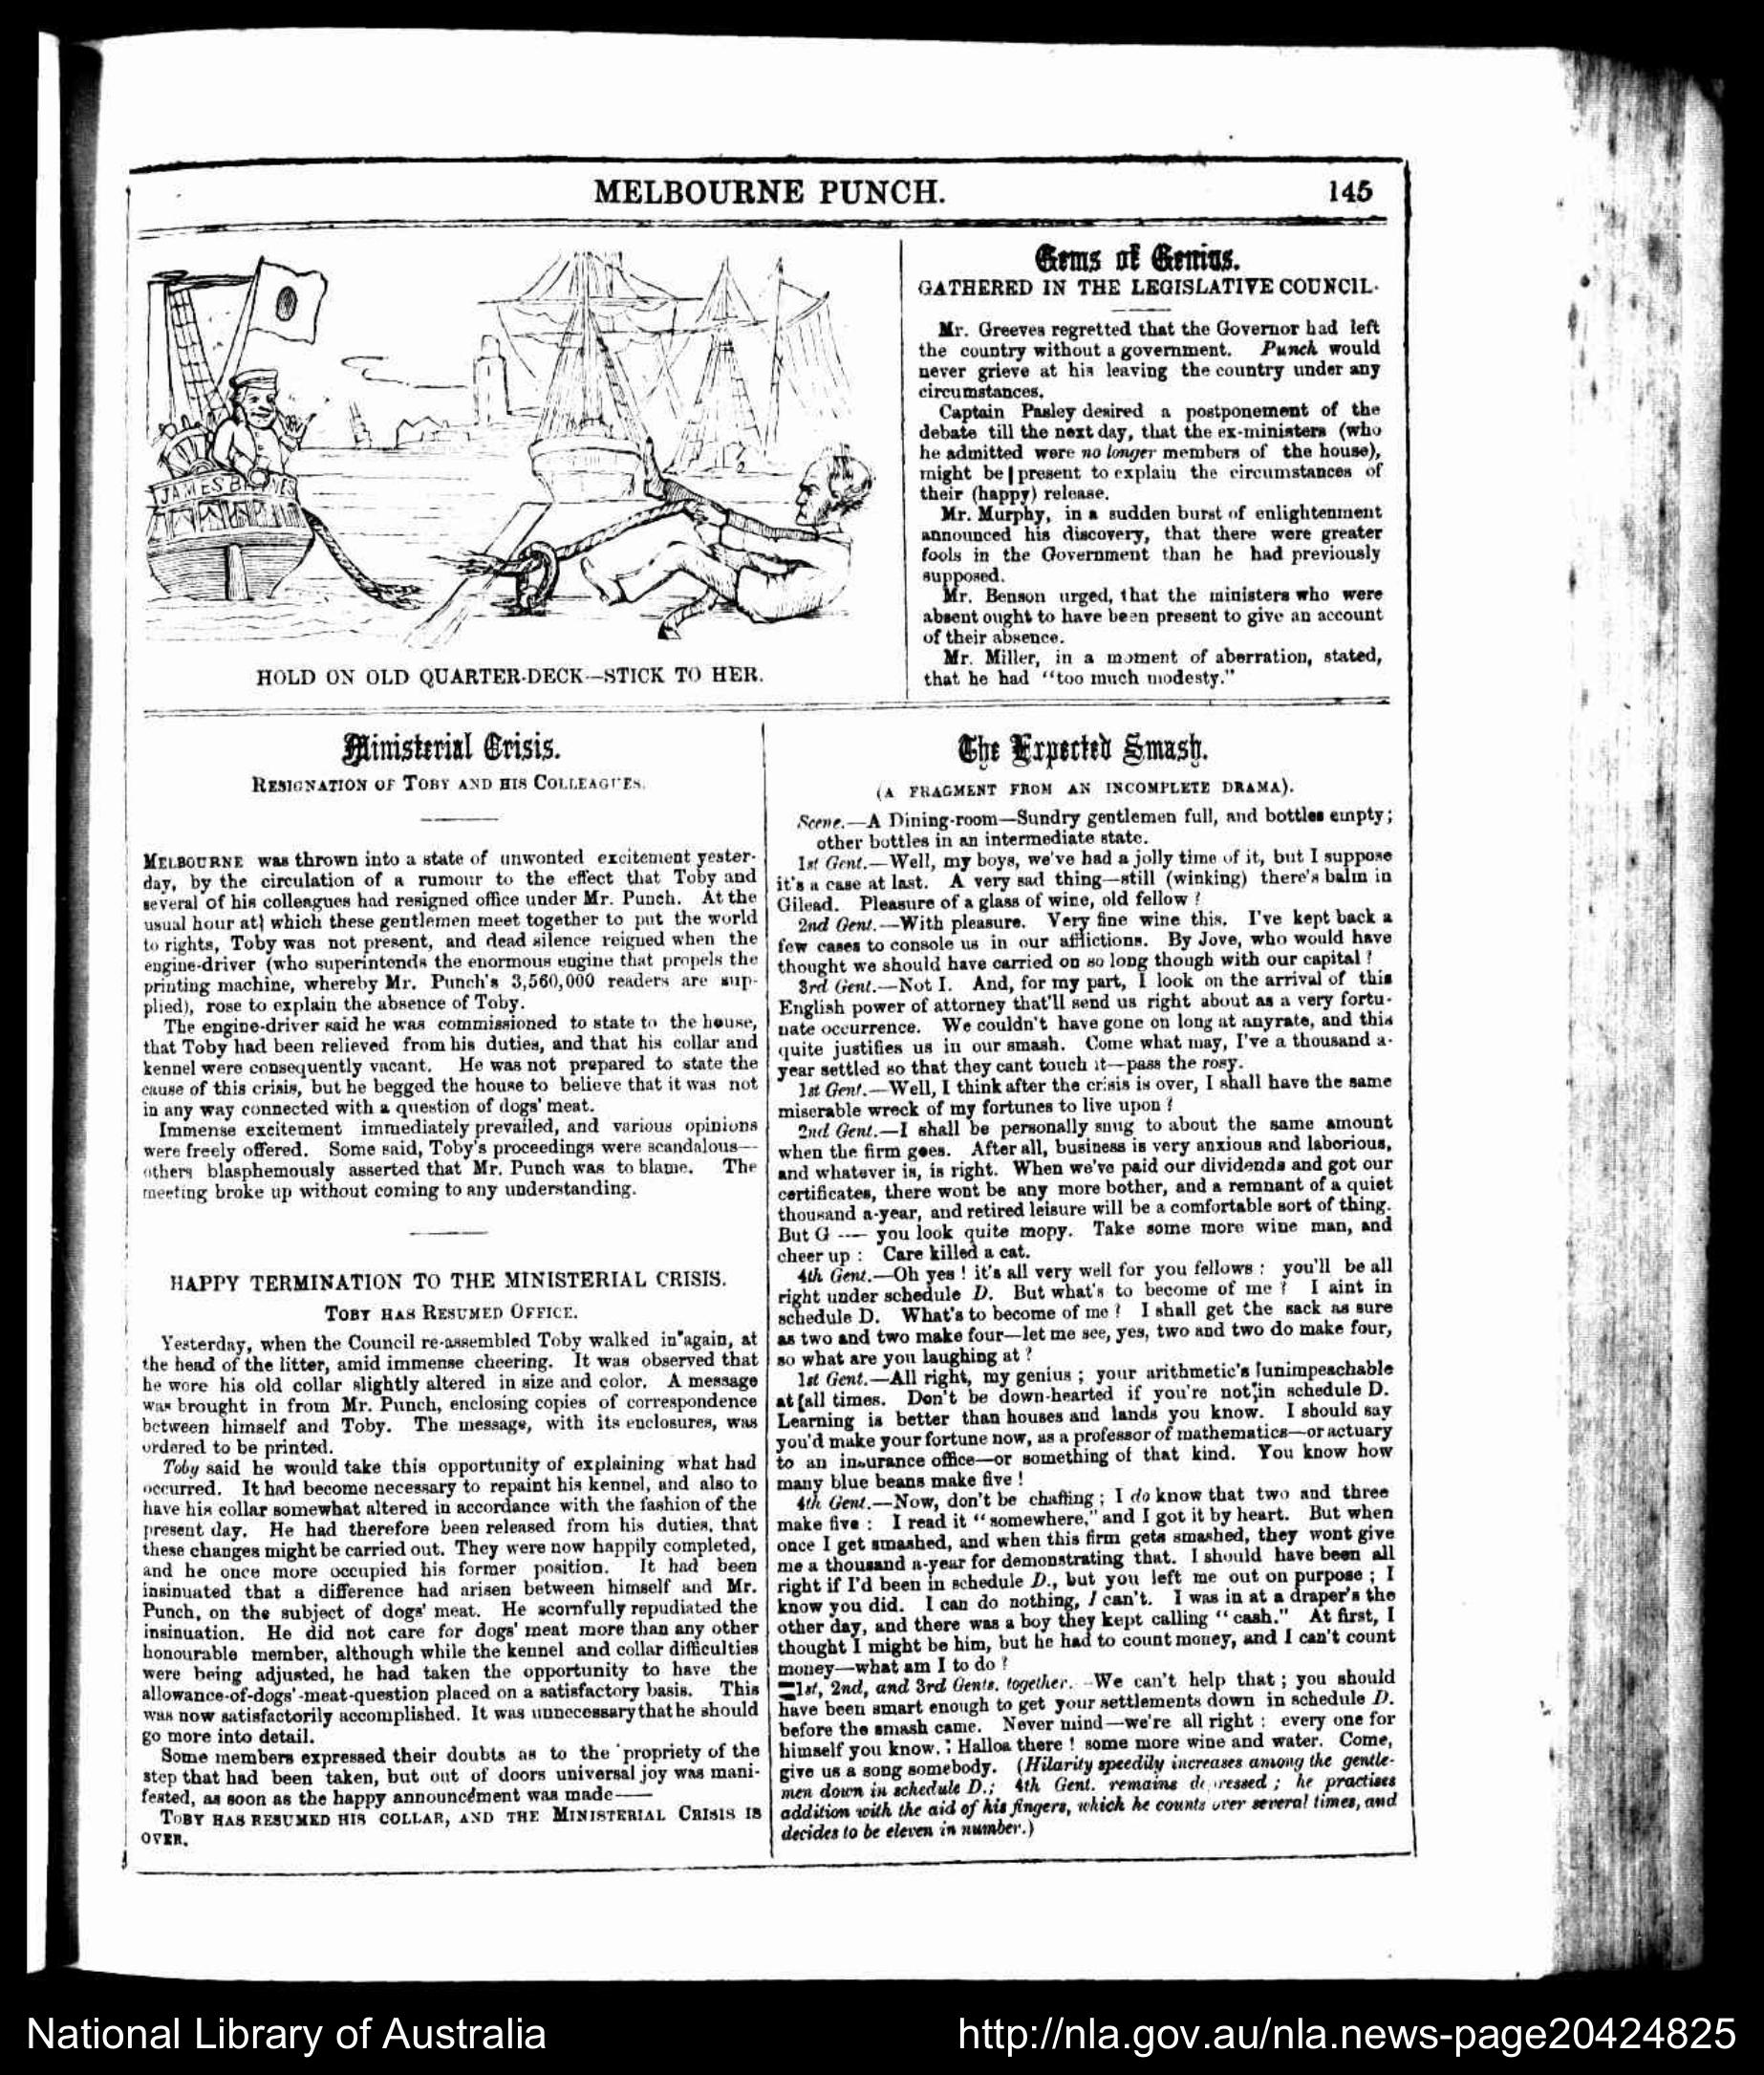 MELBOURNE PUNCH.
145
JAMES B
HOLD ON OLD QUARTER-DECK—STICK TO HER.
Gems of Genius.
GATHERED IN THE LEGISLATIVE COUNCIL.
Mr. Greeves regretted that the Governor had left
the country without a government. Punch would
never grieve at his leaving the country under any
circumstances.
Captain Pasley desired a postponement of the
debate till the next day, that the ex-ministers (who
he admitted were no longer members of the house),
might be present to explain the circumstances of
their (happy) release.
Mr. Murphy, in a sudden burst of enlightenment
announced his discovery, that there were greater
fools in the Government than he had previously
supposed.
Mr. Benson urged, that the ministers who were
absent ought to have been present to give an account
of their absence.
Mr. Miller, in a moment of aberration, stated,
that he had "too much modesty."
Ministerial Crisis.
RESIGNATION OF TOBY AND HIS COLLEAGUES.
MELBOURNE was thrown into a state of unwonted excitement yester-
day, by the circulation of a rumour to the effect that Toby and
several of his colleagues had resigned office under Mr. Punch. At the
usual hour at which these gentlemen meet together to put the world
to rights, Toby was not present, and dead silence reigned when the
engine-driver (who superintends the enormous engine that propels the
printing machine, whereby Mr. Punch's 3,560,000 readers are sup-
plied), rose to explain the absence of Toby.
The engine-driver said he was commissioned to state to the house,
that Toby had been relieved from his duties, and that his collar and
kennel were consequently vacant. He was not prepared to state the
cause of this crisis, but he begged the house to believe that it was not
in any way connected with a question of dogs' meat.
Immense excitement immediately prevailed, and various opinions
were freely offered. Some said, Toby's proceedings were scandalous—
others blasphemously asserted that Mr. Punch was to blame. The
meeting broke up without coming to any understanding.
HAPPY TERMINATION TO THE MINISTERIAL CRISIS.
TOBY HAS RESUMED OFFICE.
Yesterday, when the Council re-assembled Toby walked in again, at
the head of the litter, amid immense cheering. It was observed that
he wore his old collar slightly altered in size and color. A message
was brought in from Mr. Punch, enclosing copies of correspondence
between himself and Toby. The message, with its enclosures, was
ordered to be printed.
Toby said he would take this opportunity of explaining what had
occurred. It had become necessary to repaint his kennel, and also to
have his collar somewhat altered in accordance with the fashion of the
present day. He had therefore been released from his duties, that
these changes might be carried out. They were now happily completed,
and he once more occupied his former position. It had been
insinuated that a difference had arisen between himself and Mr.
Punch, on the subject of dogs' meat. He scornfully repudiated the
insinuation. He did not care for dogs' meat more than any other
honourable member, although while the kennel and collar difficulties
were being adjusted, he had taken the opportunity to have the
allowance-of-dogs'-meat-question placed on a satisfactory basis. This
was now satisfactorily accomplished. It was unnecessary that he should
go more into detail.
Some members expressed their doubts as to the propriety of the
step that had been taken, but out of doors universal joy was mani-
fested, as soon as the happy announcement was made——
TOBY HAS RESUMED HIS COLLAR, AND THE MINISTERIAL CRISIS IS
OVER.
The Expected Smash.
(A FRAGMENT FROM AN INCOMPLETE DRAMA).
Scene.—A Dining-room—Sundry gentlemen full, and bottles empty;
other bottles in an intermediate state.
1st Gent.—Well, my boys, we've had a jolly time of it, but I suppose
it's a case at last. A very sad thing—still (winking) there's balm in
Gilead. Pleasure of a glass of wine, old fellow?
2nd Gent.—With pleasure. Very fine wine this. I've kept back a
few cases to console us in our afflictions. By Jove, who would have
thought we should have carried on so long though with our capital?
3rd Gent.—Not I. And, for my part, I look on the arrival of this
English power of attorney that'll send us right about as a very fortu-
nate occurrence. We couldn't have gone on long at anyrate, and this
quite justifies us in our smash. Come what may, I've a thousand a-
year settled so that they cant touch it—pass the rosy.
1st Gent.—Well, I think after the crisis is over, I shall have the same
miserable wreck of my fortunes to live upon?
2nd Gent.—I shall be personally snug to about the same amount
when the firm goes. After all, business is very anxious and laborious,
and whatever is, is right. When we've paid our dividends and got our
certificates, there wont be any more bother, and a remnant of a quiet
thousand a-year, and retired leisure will be a comfortable sort of thing.
But G —— you look quite mopy. Take some more wine man, and
cheer up: Care killed a cat.
4th Gent.—Oh yes! it's all very well for you fellows: you'll be all
right under schedule D. But what's to become of me? I aint in
schedule D. What's to become of me? I shall get the sack as sure
as two and two make four—let me see, yes, two and two do make four,
so what are you laughing at?
1st Gent.—All right, my genius; your arithmetic's unimpeachable
at all times. Don't be down-hearted if you're not in schedule D.
Learning is better than houses and lands you know. I should say
you'd make your fortune now, as a professor of mathematics—or actuary
to an insurance office—or something of that kind. You know how
many blue beans make five!
4th Gent.—Now, don't be chaffing; I do know that two and three
make five: I read it "somewhere," and I got it by heart. But when
once I get smashed, and when this firm gets smashed, they wont give
me a thousand a-year for demonstrating that. I should have been all
right if I'd been in schedule D., but you left me out on purpose; I
know you did. I can do nothing, I can't. I was in at a draper's the
other day, and there was a boy they kept calling "cash." At first, I
thought I might be him, but he had to count money, and I can't count
money—what am I to do?
1st, 2nd, and 3rd Gents. together.—We can't help that; you should
have been smart enough to get your settlements down in schedule D.
before the smash came. Never mind—we're all right: every one for
himself you know. Halloa there! some more wine and water. Come,
give us a song somebody. (Hilarity speedily increases among the gentle-
men down in schedule D.; 4th Gent. remains depressed; he practises
addition with the aid of his fingers, which he counts over several times, and
decides to be eleven in number.)
National Library of Australia
http://nla.gov.au/nla.news-page20424825